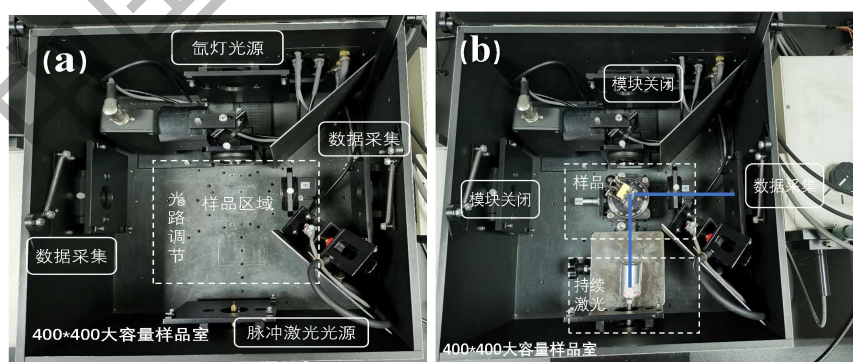 (a)
氙灯光源
数据采集
光路调节
样品区域
数据采集
400*400大容量样品室
脉冲激光光源
(b)
模块关闭
样品
模块关闭
数据采集
持续激光
400*400大容量样品室